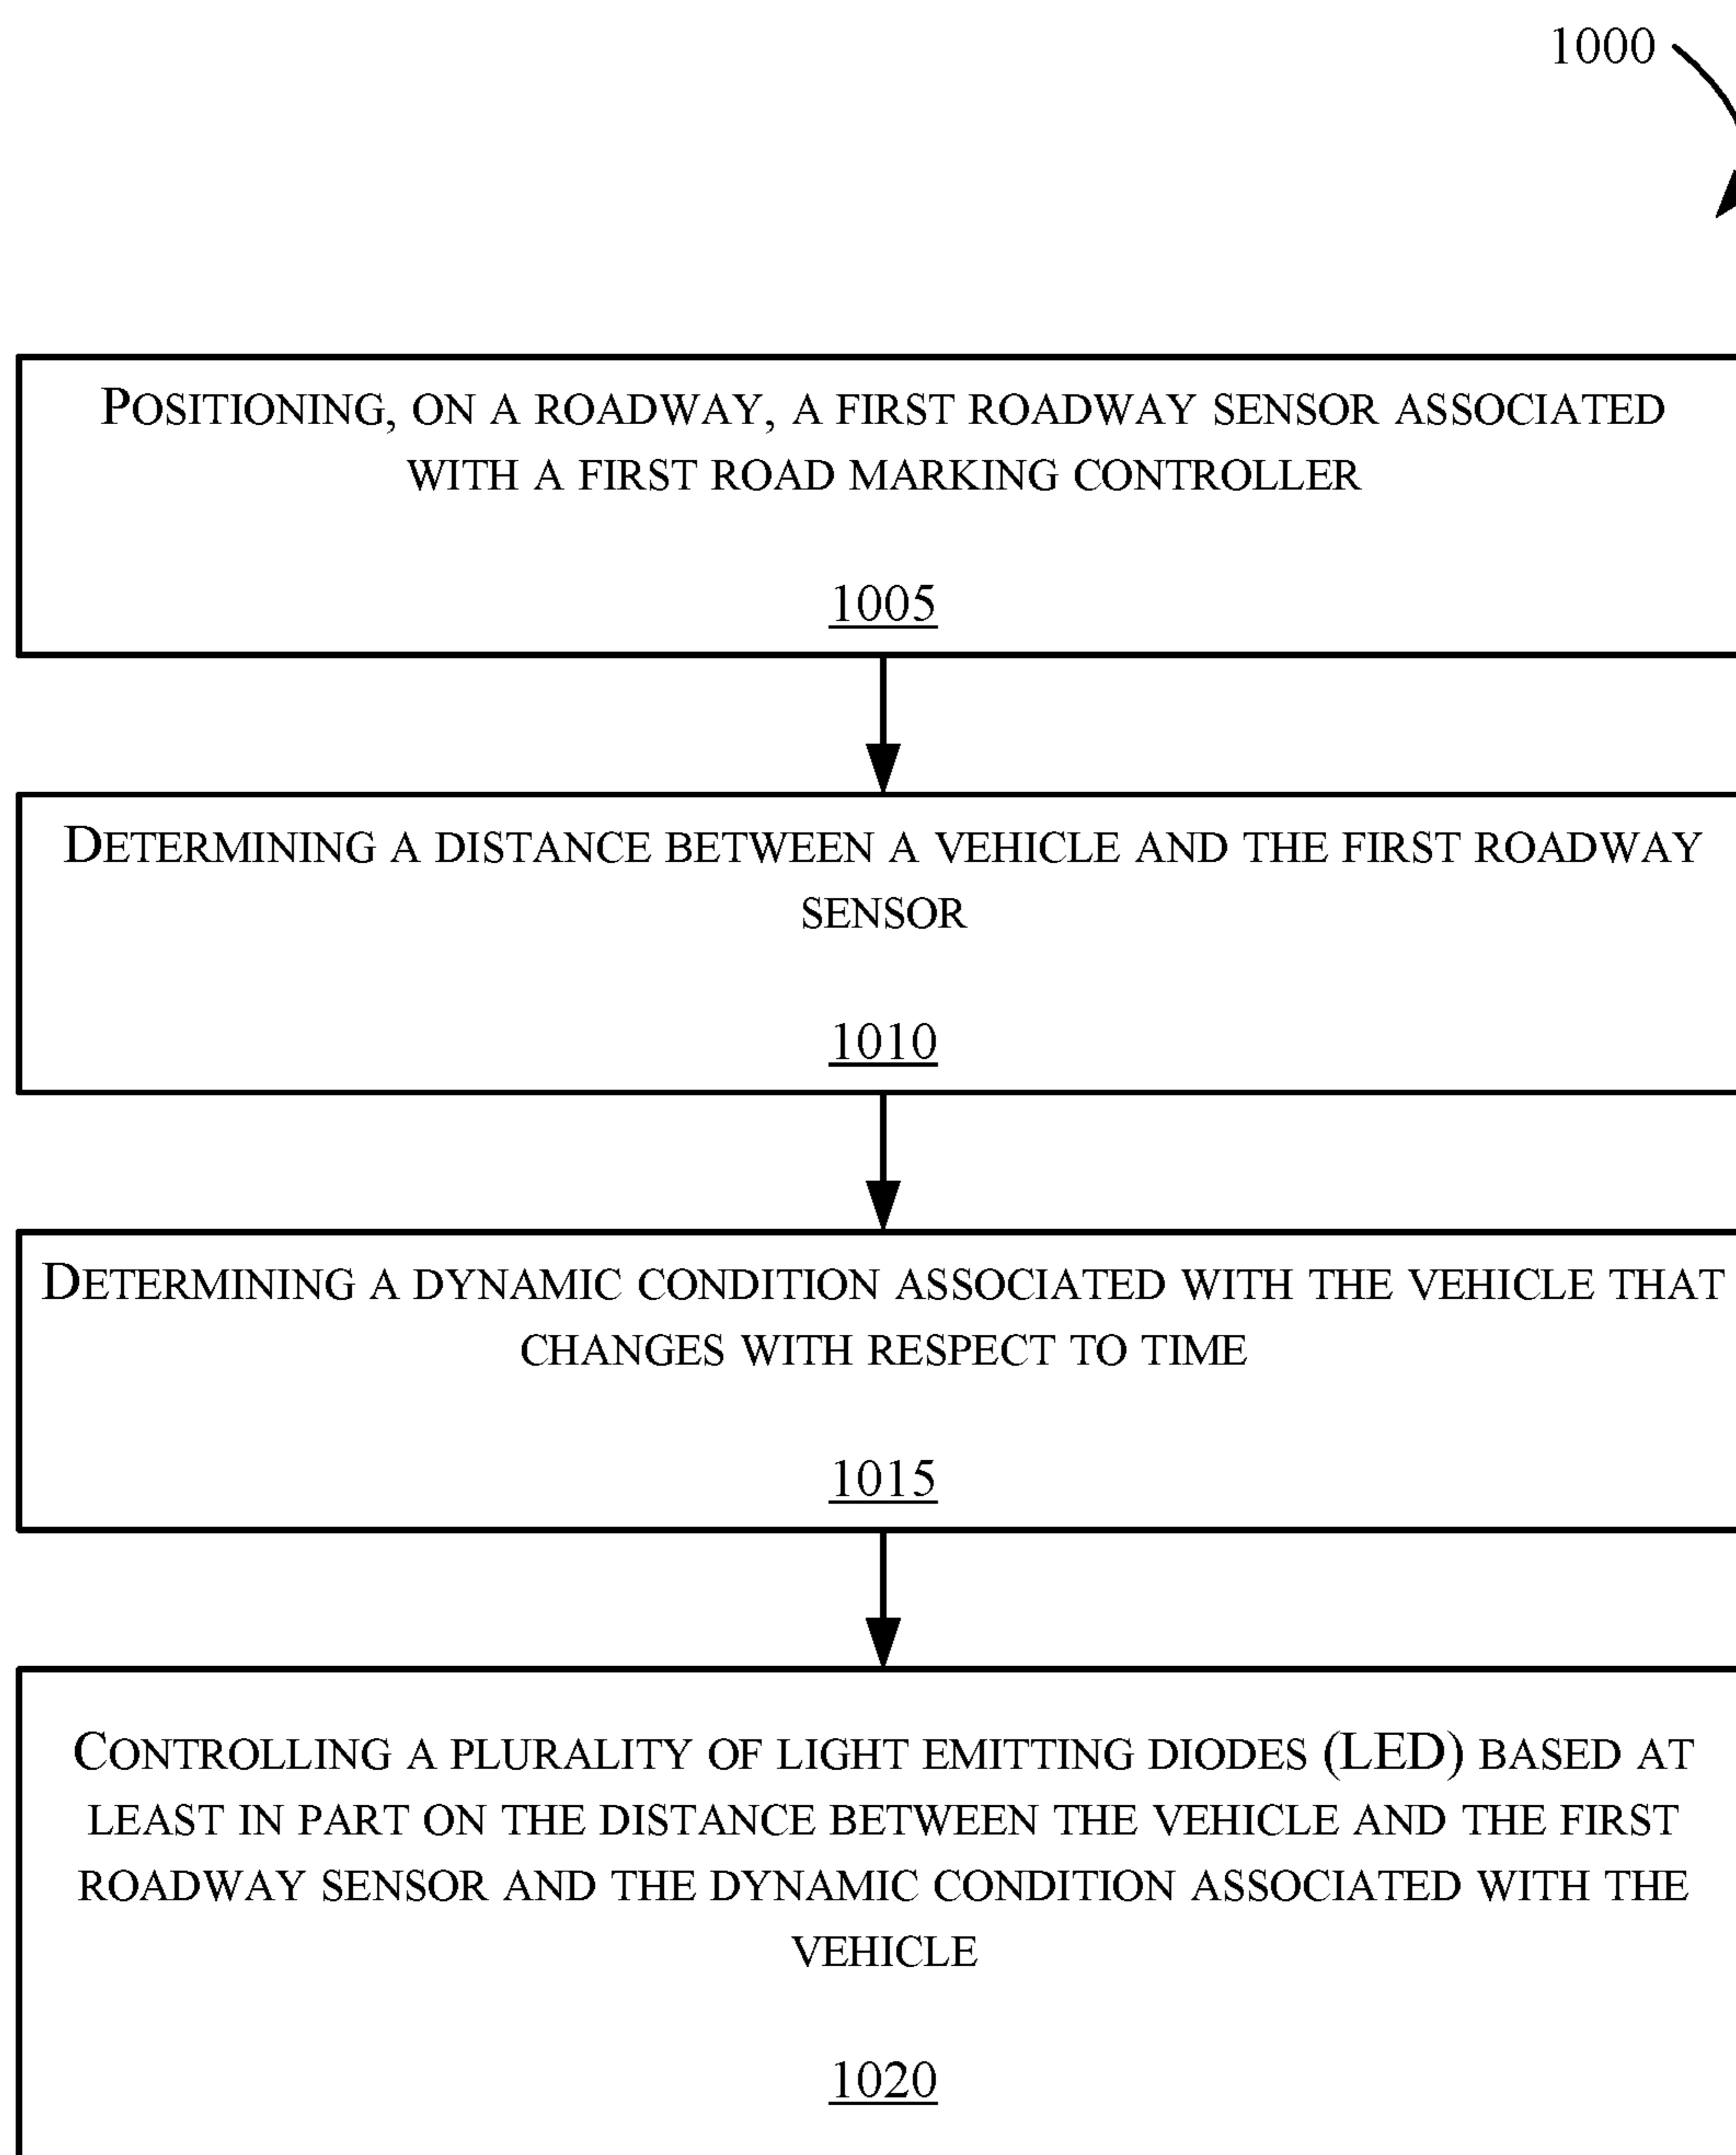 1000
Positioning, on a roadway, a first roadway sensor associated
with a first road marking controller
1005
Determining a distance between a vehicle and the first roadway
sensor
1010
Determining a dynamic condition associated with the vehicle that
changes with respect to time
1015
Controlling a plurality of light emitting diodes (LED) based at
least in part on the distance between the vehicle and the first
roadway sensor and the dynamic condition associated with the
vehicle
1020